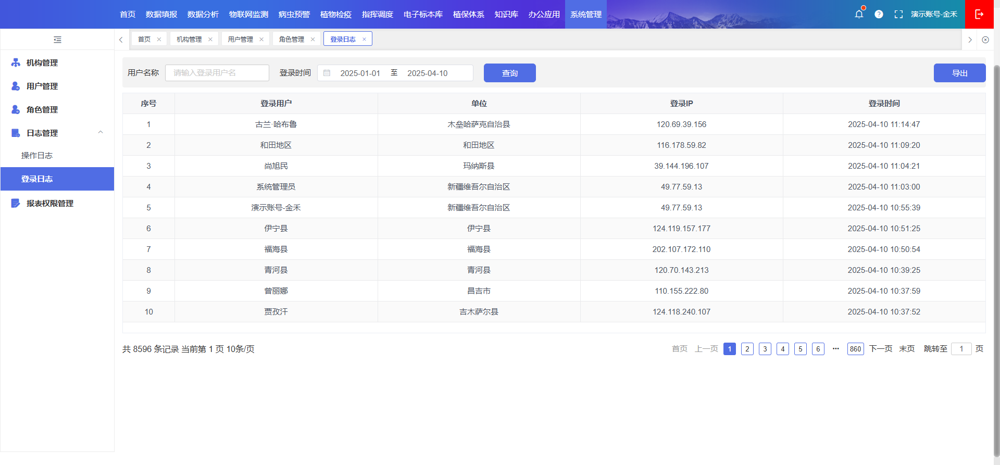 首页 数据填报 数据分析 物联网监测 病虫预警 植物检疫 指挥调度 电子标本库 植保体系 知识库 办公应用 系统管理 演示账号-金禾
首页 机构管理 用户管理 角色管理 登录日志
机构管理
用户管理
角色管理
日志管理
操作日志
登录日志
报表权限管理
用户名称 请输入登录用户名 登录时间 2025-01-01 至 2025-04-10 查询 导出
序号 登录用户 单位 登录IP 登录时间
1 古兰·哈布鲁 木垒哈萨克自治县 120.69.39.156 2025-04-10 11:14:47
2 和田地区 和田地区 116.178.59.82 2025-04-10 11:09:20
3 尚旭民 玛纳斯县 39.144.196.107 2025-04-10 11:04:21
4 系统管理员 新疆维吾尔自治区 49.77.59.13 2025-04-10 11:03:00
5 演示账号-金禾 新疆维吾尔自治区 49.77.59.13 2025-04-10 10:55:39
6 伊宁县 伊宁县 124.119.157.177 2025-04-10 10:51:25
7 福海县 福海县 202.107.172.110 2025-04-10 10:50:54
8 青河县 青河县 120.70.143.213 2025-04-10 10:39:25
9 曾丽娜 昌吉市 110.155.222.80 2025-04-10 10:37:59
10 贾孜汗 吉木萨尔县 124.118.240.107 2025-04-10 10:37:52
共 8596 条记录 当前第 1 页 10条/页 首页 上一页 1 2 3 4 5 6 ··· 860 下一页 末页 跳转至 1 页